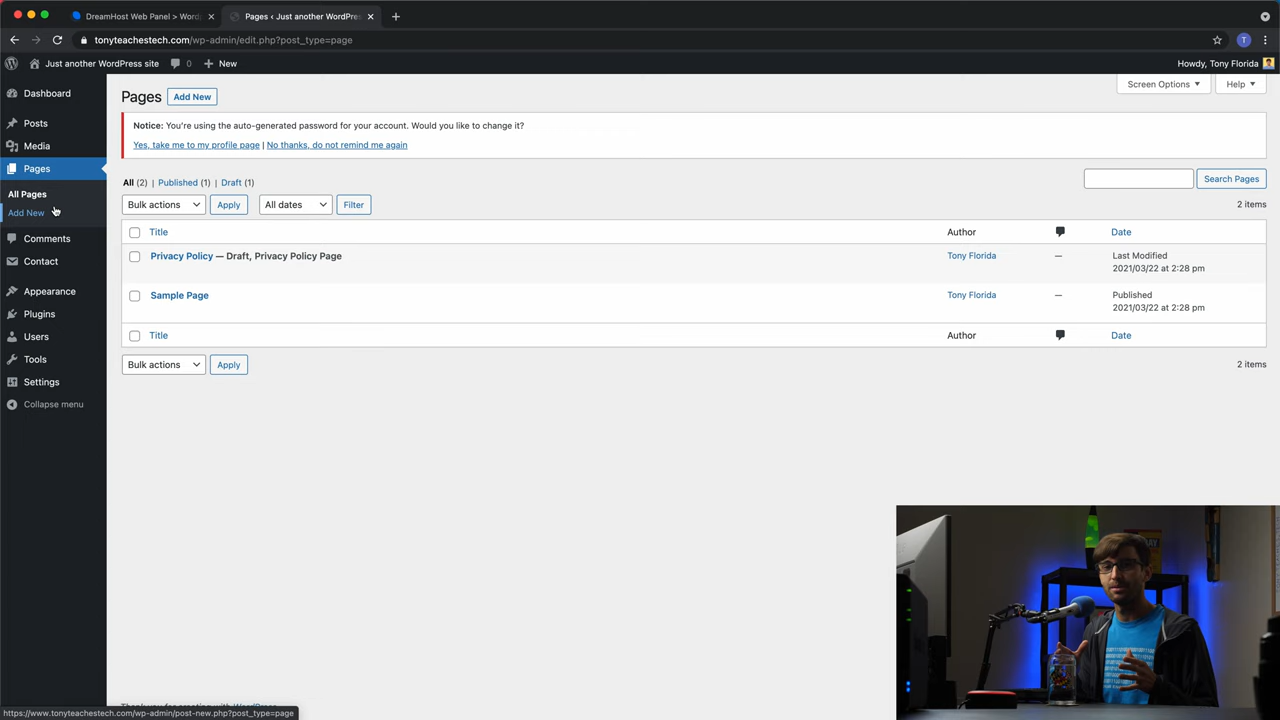 DreamHost Web Panel > Wordp
Pages ‹ Just another WordPres
tonyteachestech.com/wp-admin/edit.php?post_type=page
T
Just another WordPress site 0 New Howdy, Tony Florida
Dashboard
Posts
Media
Pages
All Pages
Add New
Comments
Contact
Appearance
Plugins
Users
Tools
Settings
Collapse menu
Screen Options Help
Pages Add New
Notice: You're using the auto-generated password for your account. Would you like to change it?
Yes, take me to my profile page | No thanks, do not remind me again
All (2) | Published (1) | Draft (1)
Search Pages
Bulk actions Apply All dates Filter 2 items
Title Author Date
Privacy Policy — Draft, Privacy Policy Page Tony Florida — Last Modified
2021/03/22 at 2:28 pm
Sample Page Tony Florida — Published
2021/03/22 at 2:28 pm
Title Author Date
Bulk actions Apply 2 items
https://www.tonyteachestech.com/wp-admin/post-new.php?post_type=page